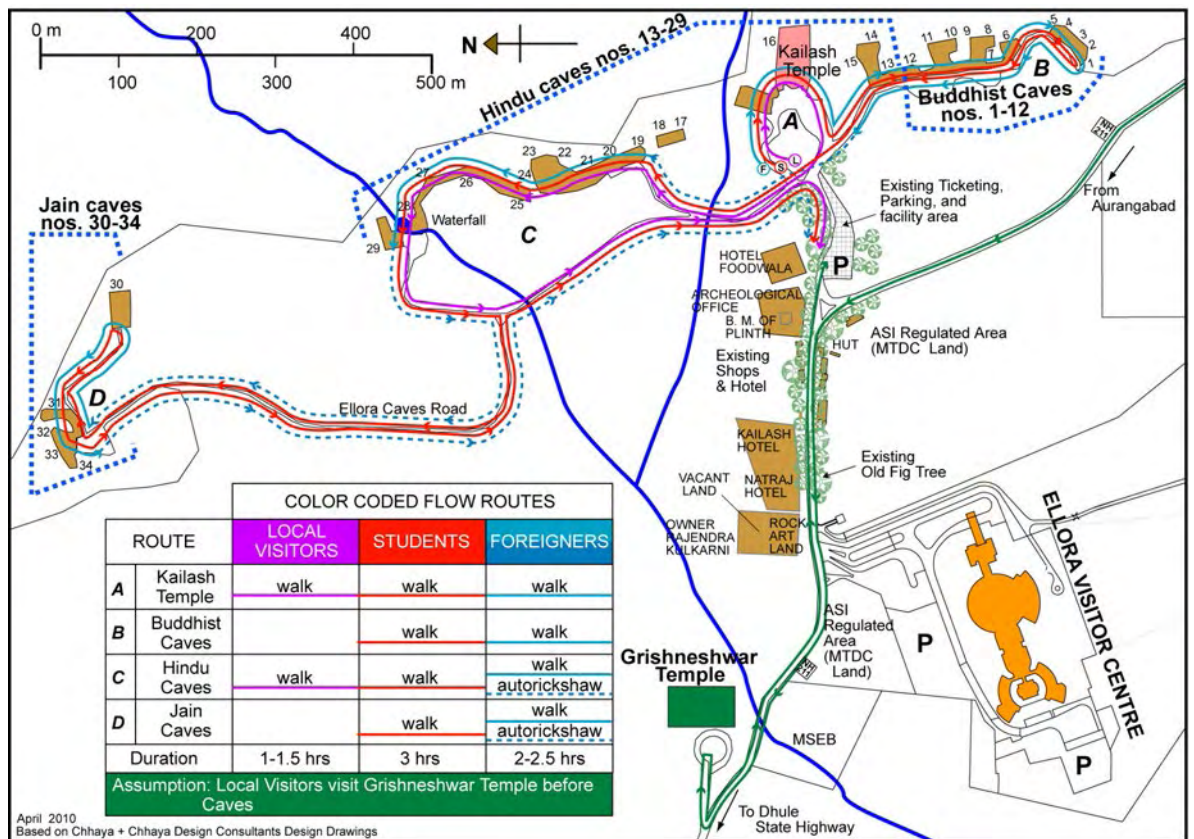 0 m
200
400
100
300
500 m
N
Hindu caves nos. 13-29
Jain caves
nos. 30-34
Buddhist Caves
nos. 1-12
16
Kailash
Temple
A
B
C
D
F
S
L
14
15
13
12
11
10
9
8
7
6
5
4
3
2
1
18
17
19
20
21
22
23
24
25
26
27
28
29
Waterfall
30
31
32
33
34
NH
211
From
Aurangabad
Existing Ticketing,
Parking, and
facility area
P
HOTEL
FOODWALA
ARCHEOLOGICAL
OFFICE
B. M. OF
PLINTH
HUT
ASI Regulated Area
(MTDC Land)
Existing
Shops
& Hotel
Ellora Caves Road
KAILASH
HOTEL
NATRAJ
HOTEL
Existing
Old Fig Tree
VACANT
LAND
OWNER
RAJENDRA
KULKARNI
ROCK
ART
LAND
ELLORA VISITOR CENTRE
P
P
ASI
Regulated
Area
(MTDC
Land)
NH
211
Grishneshwar
Temple
MSEB
To Dhule
State Highway
COLOR CODED FLOW ROUTES
ROUTE LOCAL VISITORS STUDENTS FOREIGNERS
A Kailash Temple walk walk walk
B Buddhist Caves walk walk
C Hindu Caves walk walk walk autorickshaw
D Jain Caves walk walk autorickshaw
Duration 1-1.5 hrs 3 hrs 2-2.5 hrs
Assumption: Local Visitors visit Grishneshwar Temple before
Caves
April 2010
Based on Chhaya + Chhaya Design Consultants Design Drawings